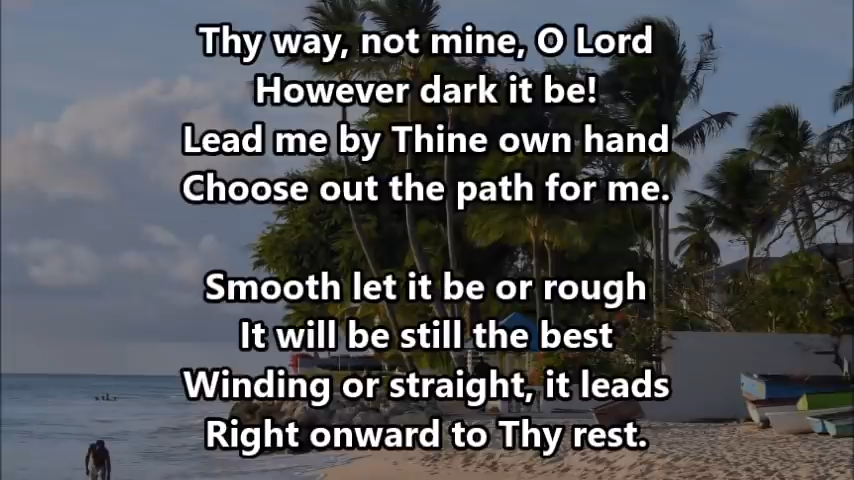 Thy way, not mine, O Lord
However dark it be!
Lead me by Thine own hand
Choose out the path for me.
Smooth let it be or rough
It will be still the best
Winding or straight, it leads
Right onward to Thy rest.